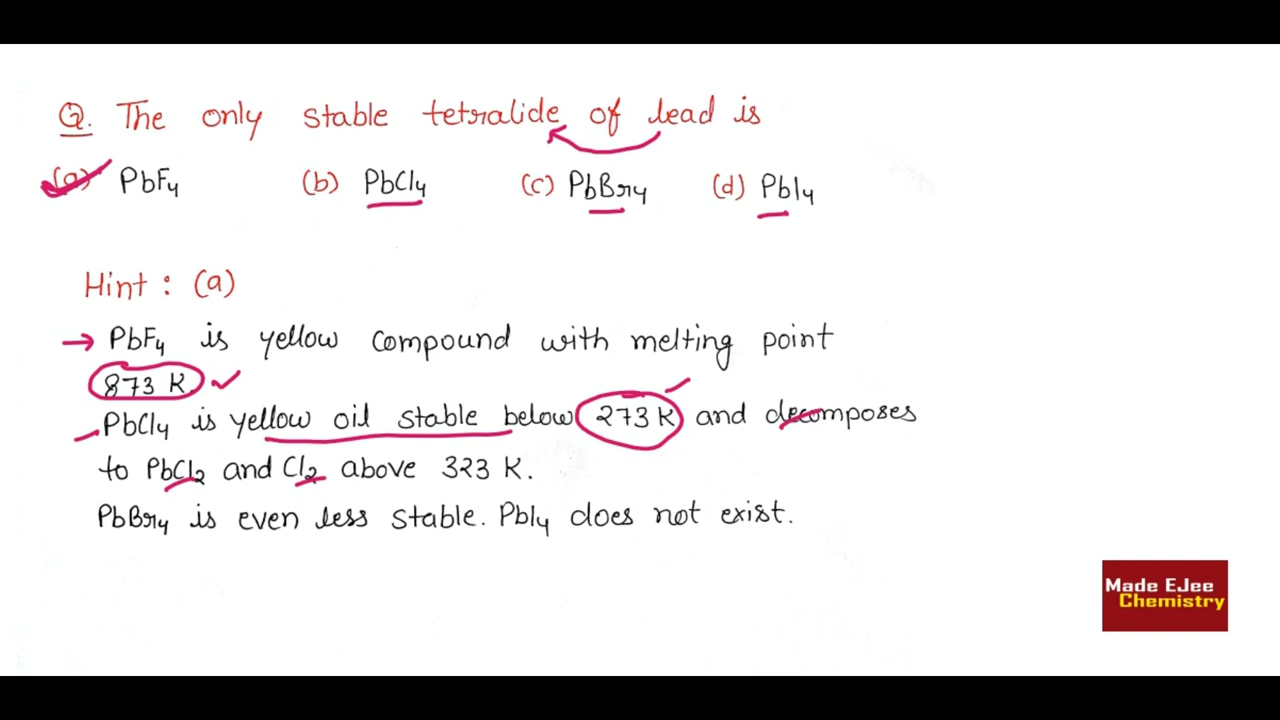 Q. The only stable tetralide of lead is
(a) PbF₄ (b) PbCl₄ (c) PbBr₄ (d) PbI₄
Hint : (a)
→ PbF₄ is yellow compound with melting point
873 K
PbCl₄ is yellow oil stable below 273 K and decomposes
to PbCl₂ and Cl₂ above 323 K.
PbBr₄ is even less stable. PbI₄ does not exist.
Made EJee
Chemistry